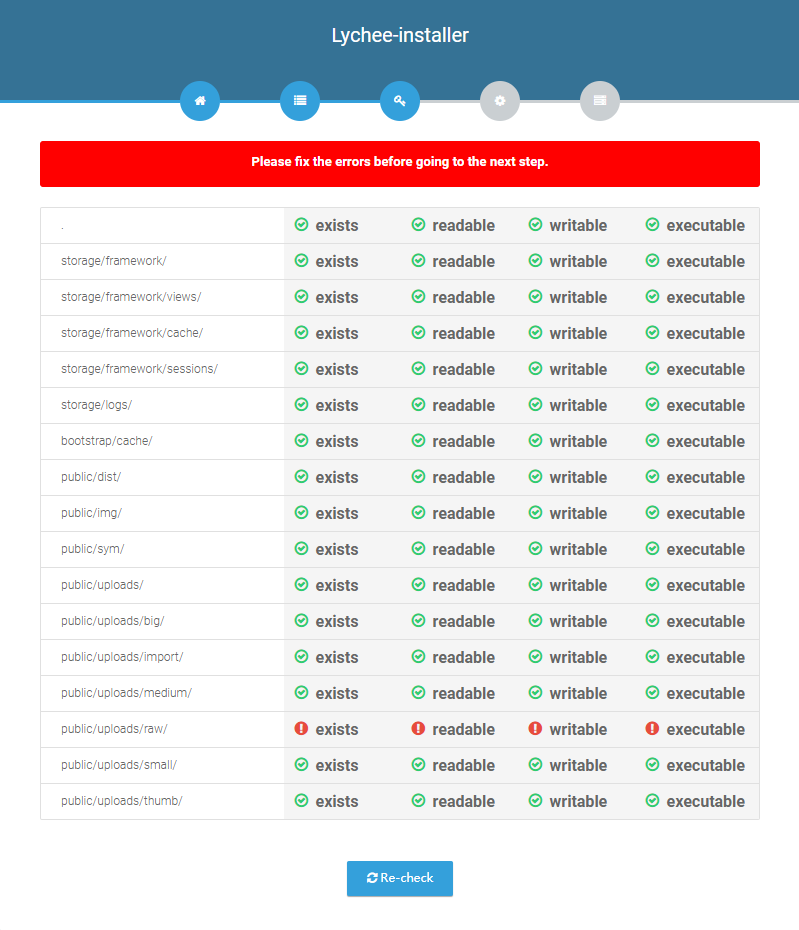 Lychee-installer
Please fix the errors before going to the next step.
. exists readable writable executable
storage/framework/ exists readable writable executable
storage/framework/views/ exists readable writable executable
storage/framework/cache/ exists readable writable executable
storage/framework/sessions/ exists readable writable executable
storage/logs/ exists readable writable executable
bootstrap/cache/ exists readable writable executable
public/dist/ exists readable writable executable
public/img/ exists readable writable executable
public/sym/ exists readable writable executable
public/uploads/ exists readable writable executable
public/uploads/big/ exists readable writable executable
public/uploads/import/ exists readable writable executable
public/uploads/medium/ exists readable writable executable
public/uploads/raw/ exists readable writable executable
public/uploads/small/ exists readable writable executable
public/uploads/thumb/ exists readable writable executable
Re-check